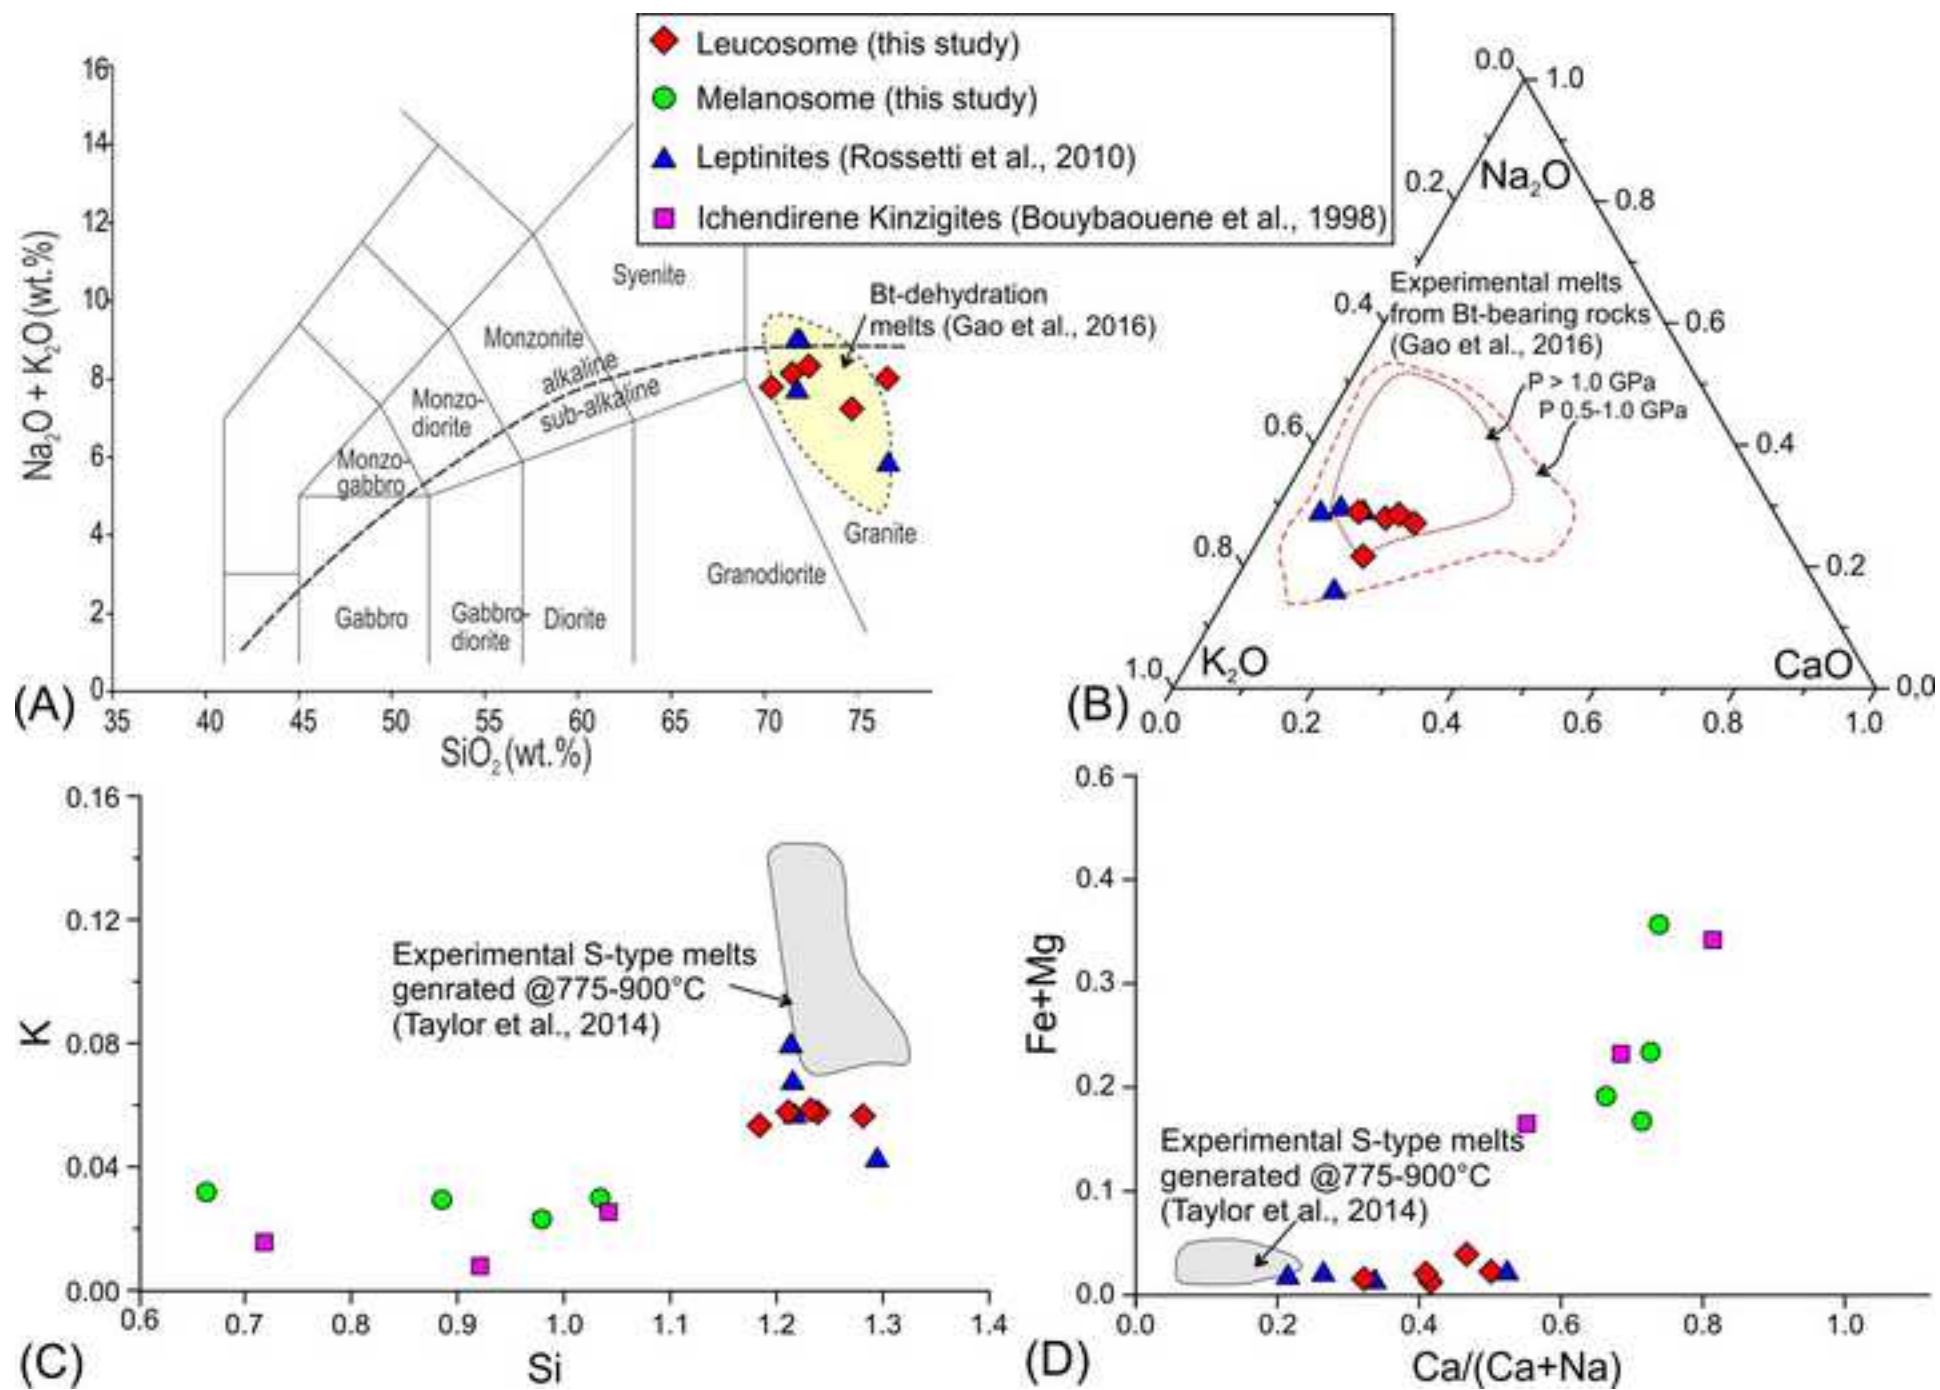 Leucosome (this study)
Melanosome (this study)
Leptinites (Rossetti et al., 2010)
Ichendirene Kinzigites (Bouybaouene et al., 1998)
16
14
12
10
8
6
4
2
0
Na₂O + K₂O (wt.%)
35 40 45 50 55 60 65 70 75
SiO₂ (wt.%)
(A)
Syenite
Monzonite
Monzo-
diorite
Monzo-
gabbro
alkaline
sub-alkaline
Gabbro
Gabbro-
diorite
Diorite
Granodiorite
Granite
Bt-dehydration
melts (Gao et al., 2016)
0.0 1.0
Na₂O
0.2 0.8
Experimental melts
from Bt-bearing rocks
(Gao et al., 2016)
0.4 0.6
P > 1.0 GPa
P 0.5-1.0 GPa
0.6 0.4
0.8 0.2
K₂O CaO
1.0 0.0
0.0 0.2 0.4 0.6 0.8 1.0
(B)
0.16
0.12
0.08
0.04
0.00
K
Experimental S-type melts
genrated @775-900°C
(Taylor et al., 2014)
0.6 0.7 0.8 0.9 1.0 1.1 1.2 1.3 1.4
Si
(C)
0.6
0.4
0.3
0.2
0.1
0.0
Fe+Mg
Experimental S-type melts
generated @775-900°C
(Taylor et al., 2014)
0.0 0.2 0.4 0.6 0.8 1.0
Ca/(Ca+Na)
(D)